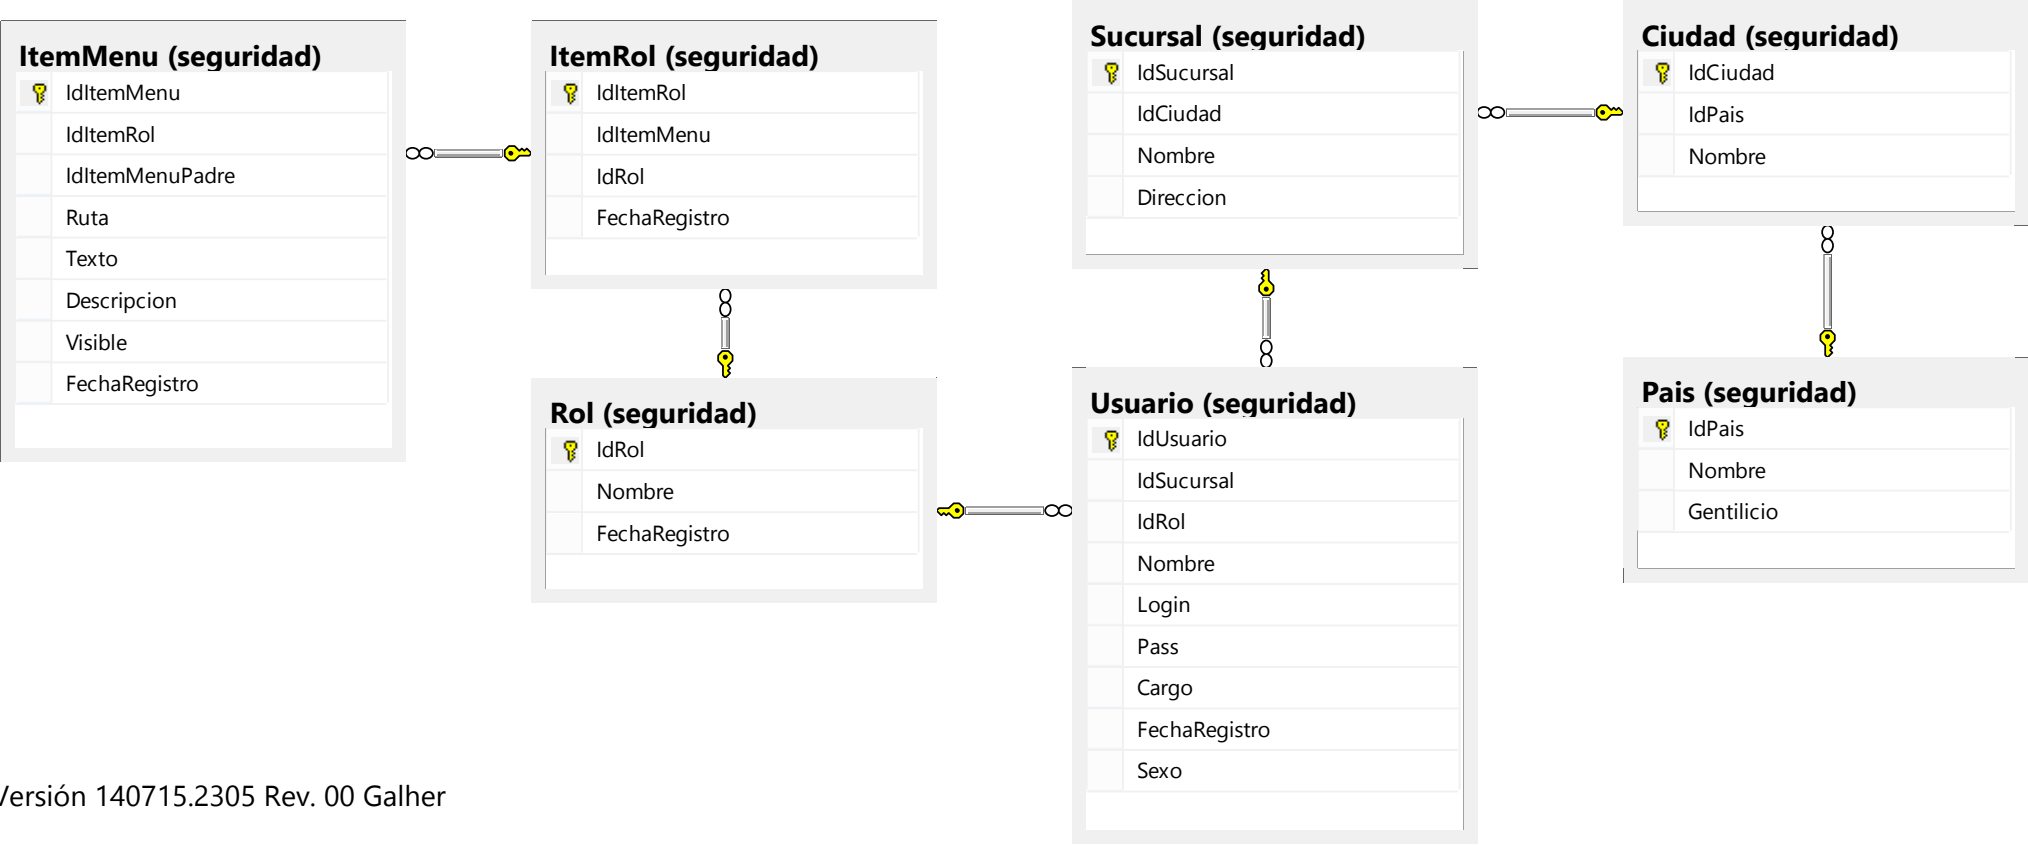 ItemMenu (seguridad)
IdItemMenu
IdItemRol
IdItemMenuPadre
Ruta
Texto
Descripcion
Visible
FechaRegistro
ItemRol (seguridad)
IdItemRol
IdItemMenu
IdRol
FechaRegistro
Rol (seguridad)
IdRol
Nombre
FechaRegistro
Sucursal (seguridad)
IdSucursal
IdCiudad
Nombre
Direccion
Usuario (seguridad)
IdUsuario
IdSucursal
IdRol
Nombre
Login
Pass
Cargo
FechaRegistro
Sexo
Ciudad (seguridad)
IdCiudad
IdPais
Nombre
Pais (seguridad)
IdPais
Nombre
Gentilicio
Versión 140715.2305 Rev. 00 Galher